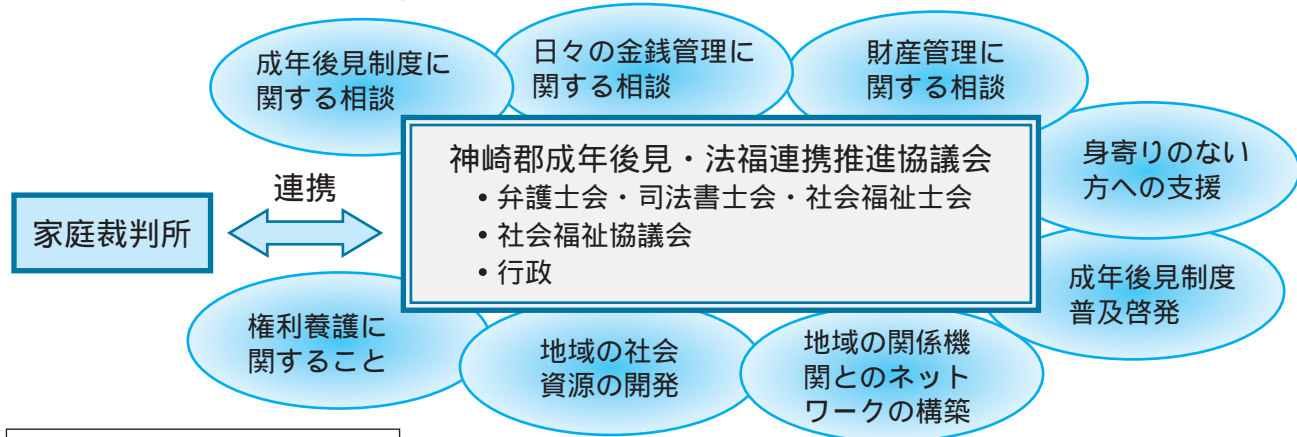 成年後見制度に
関する相談
日々の金銭管理に
関する相談
財産管理に
関する相談
身寄りのない
方への支援
神崎郡成年後見・法福連携推進協議会
•弁護士会・司法書士会・社会福祉士会
•社会福祉協議会
•行政
連携
家庭裁判所
成年後見制度
普及啓発
権利養護に
関すること
地域の社会
資源の開発
地域の関係機
関とのネット
ワークの構築